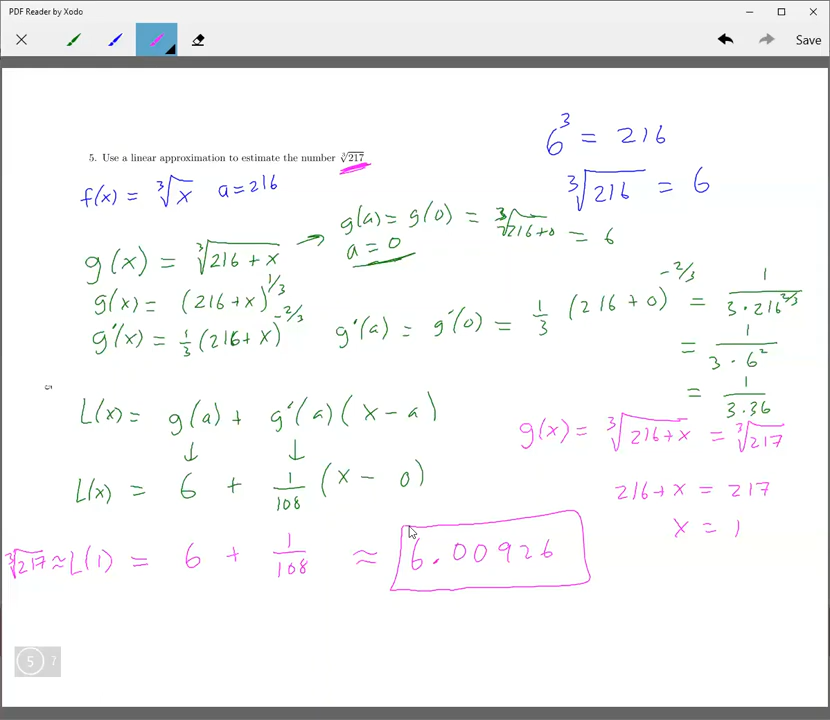 PDF Reader by Xodo
Save
5. Use a linear approximation to estimate the number ∛217
6³ = 216
∛216 = 6
f(x) = ∛x a = 216
g(x) = ∛(216 + x) → g(a) = g(0) = ∛(216+0) = 6
a = 0
g(x) = (216 + x)^(1/3)
g'(x) = 1/3 (216 + x)^(-2/3) g'(a) = g'(0) = 1/3 (216 + 0)^(-2/3) = 1/(3 · 216^(2/3))
= 1/(3 · 6²)
= 1/(3·36)
L(x) = g(a) + g'(a) (x − a)
↓ ↓
L(x) = 6 + 1/108 (x − 0)
g(x) = ∛(216+x) = ∛217
216 + x = 217
x = 1
∛217 ≈ L(1) = 6 + 1/108 ≈ 6.00926
5 7